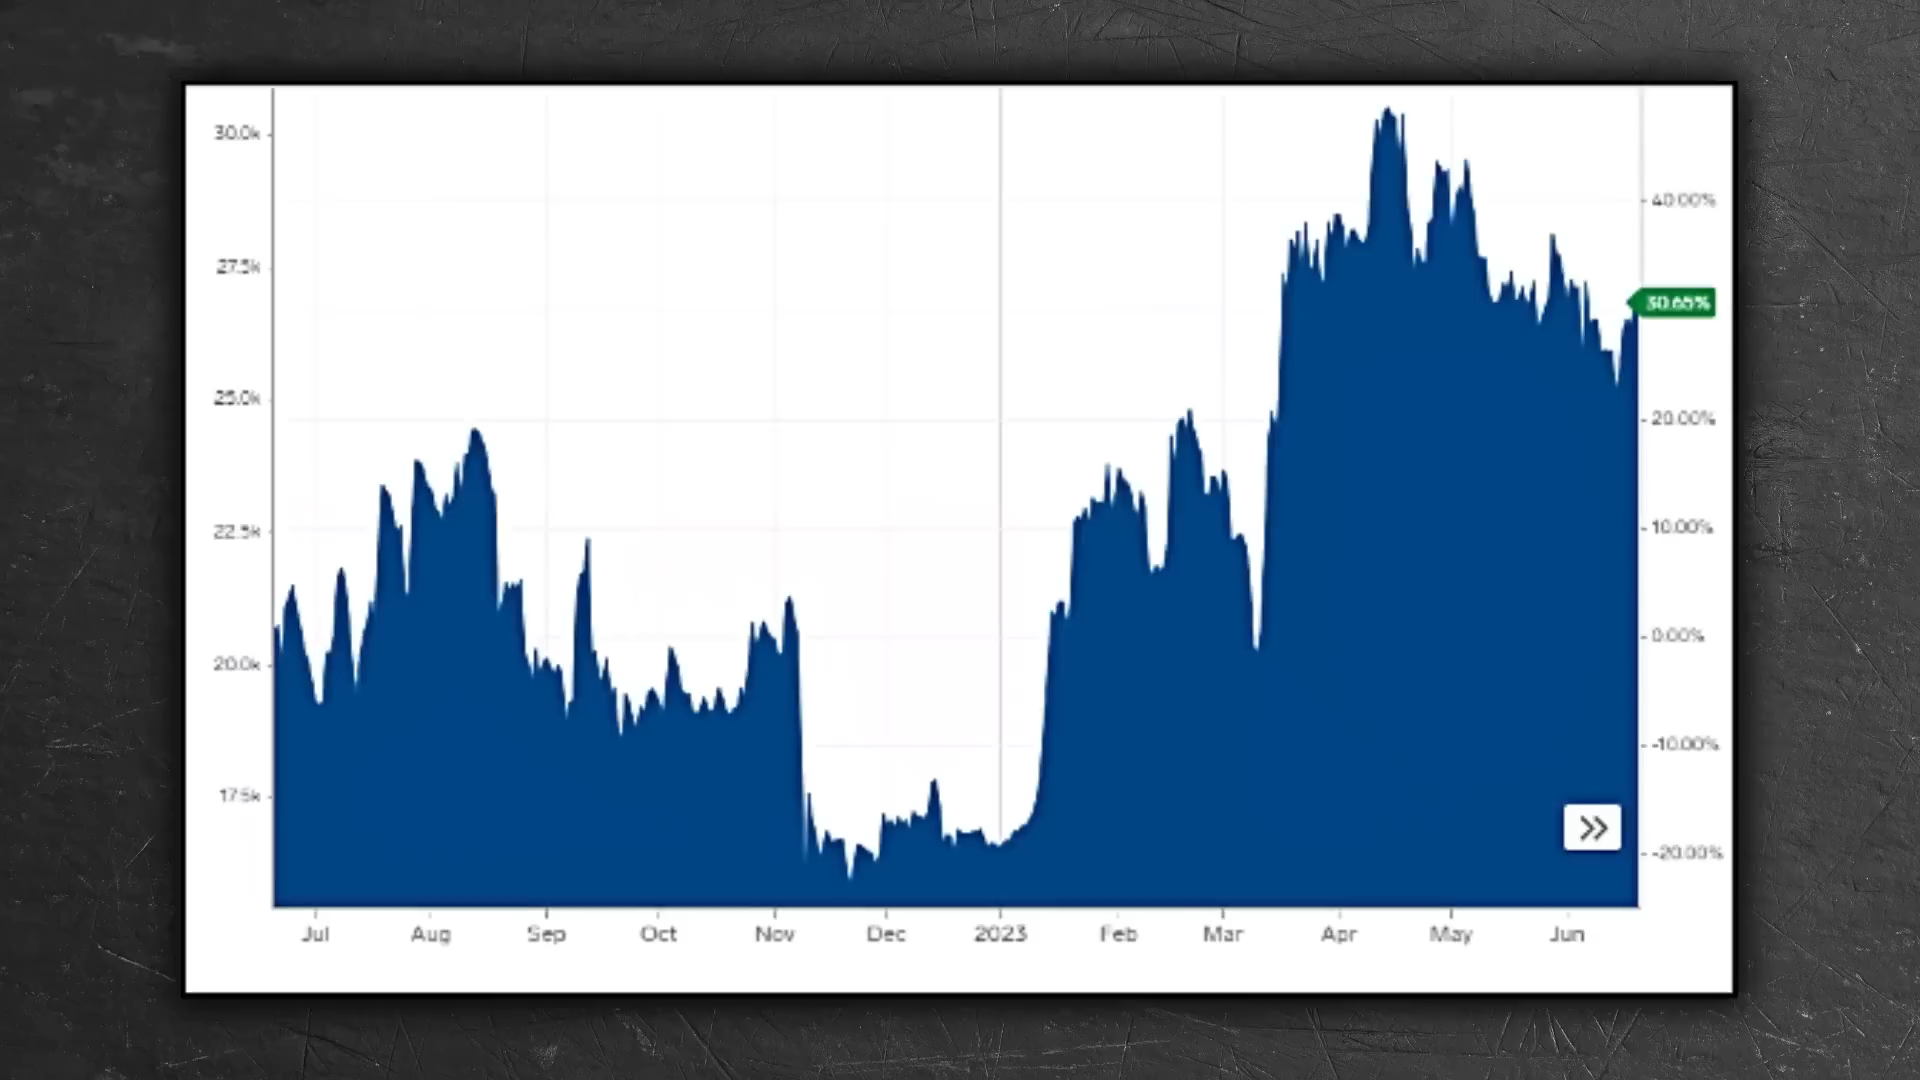 30.0k
27.5k
25.0k
22.5k
20.0k
17.5k
40.00%
30.65%
20.00%
10.00%
0.00%
-10.00%
-20.00%
Jul Aug Sep Oct Nov Dec 2023 Feb Mar Apr May Jun